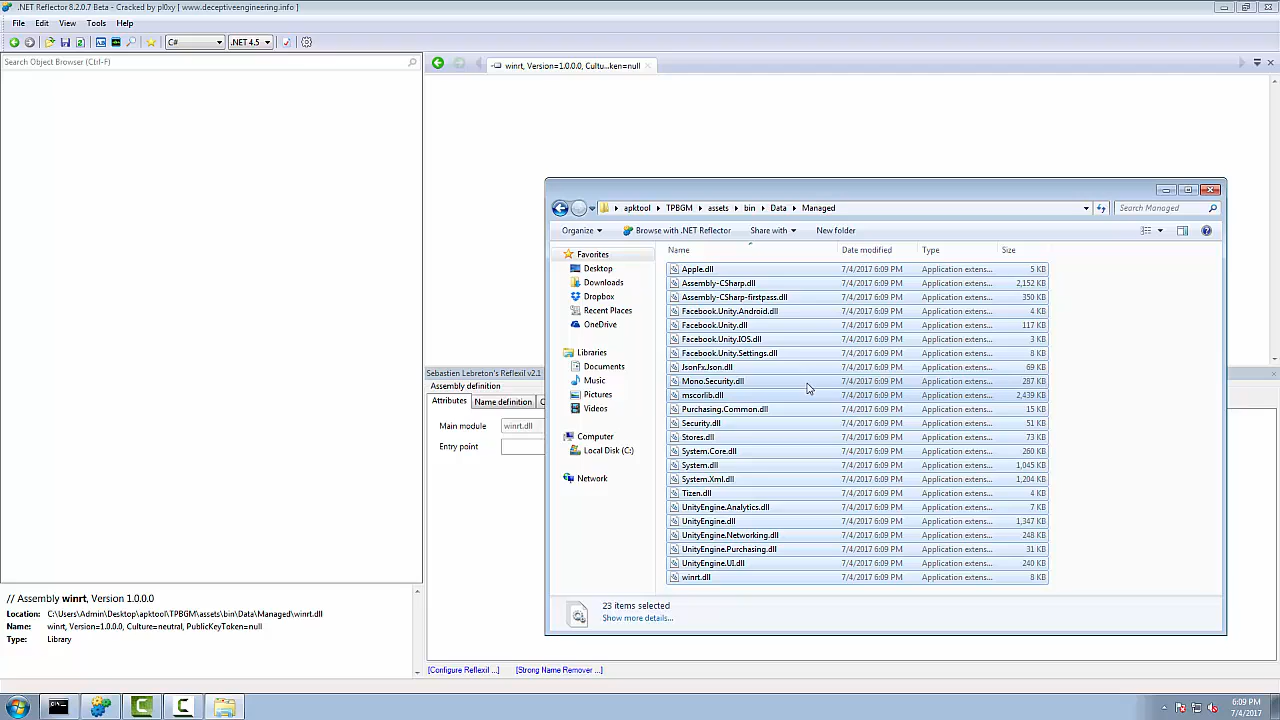 .NET Reflector 8.2.0.7 Beta - Cracked by pl0xy [ www.deceptiveengineering.info ]
File Edit View Tools Help
C# .NET 4.5
Search Object Browser (Ctrl-F)
winrt, Version=1.0.0.0, Cultu...ken=null
apktool TPBGM assets bin Data Managed
Search Managed
Organize Browse with .NET Reflector Share with New folder
Name Date modified Type Size
Favorites
Desktop
Downloads
Dropbox
Recent Places
OneDrive
Libraries
Documents
Music
Pictures
Videos
Computer
Local Disk (C:)
Network
Apple.dll 7/4/2017 6:09 PM Application extens... 5 KB
Assembly-CSharp.dll 7/4/2017 6:09 PM Application extens... 2,152 KB
Assembly-CSharp-firstpass.dll 7/4/2017 6:09 PM Application extens... 350 KB
Facebook.Unity.Android.dll 7/4/2017 6:09 PM Application extens... 4 KB
Facebook.Unity.dll 7/4/2017 6:09 PM Application extens... 117 KB
Facebook.Unity.IOS.dll 7/4/2017 6:09 PM Application extens... 3 KB
Facebook.Unity.Settings.dll 7/4/2017 6:09 PM Application extens... 8 KB
JsonFx.Json.dll 7/4/2017 6:09 PM Application extens... 69 KB
Mono.Security.dll 7/4/2017 6:09 PM Application extens... 287 KB
mscorlib.dll 7/4/2017 6:09 PM Application extens... 2,439 KB
Purchasing.Common.dll 7/4/2017 6:09 PM Application extens... 15 KB
Security.dll 7/4/2017 6:09 PM Application extens... 51 KB
Stores.dll 7/4/2017 6:09 PM Application extens... 73 KB
System.Core.dll 7/4/2017 6:09 PM Application extens... 260 KB
System.dll 7/4/2017 6:09 PM Application extens... 1,045 KB
System.Xml.dll 7/4/2017 6:09 PM Application extens... 1,204 KB
Tizen.dll 7/4/2017 6:09 PM Application extens... 4 KB
UnityEngine.Analytics.dll 7/4/2017 6:09 PM Application extens... 7 KB
UnityEngine.dll 7/4/2017 6:09 PM Application extens... 1,347 KB
UnityEngine.Networking.dll 7/4/2017 6:09 PM Application extens... 248 KB
UnityEngine.Purchasing.dll 7/4/2017 6:09 PM Application extens... 31 KB
UnityEngine.UI.dll 7/4/2017 6:09 PM Application extens... 240 KB
winrt.dll 7/4/2017 6:09 PM Application extens... 8 KB
23 items selected
Show more details...
Sebastien Lebreton's Reflexil v2.1
Assembly definition
Attributes Name definition C
Main module winrt.dll
Entry point
// Assembly winrt, Version 1.0.0.0
Location: C:\Users\Admin\Desktop\apktool\TPBGM\assets\bin\Data\Managed\winrt.dll
Name: winrt, Version=1.0.0.0, Culture=neutral, PublicKeyToken=null
Type: Library
[Configure Reflexil ...] [Strong Name Remover ...]
6:09 PM
7/4/2017